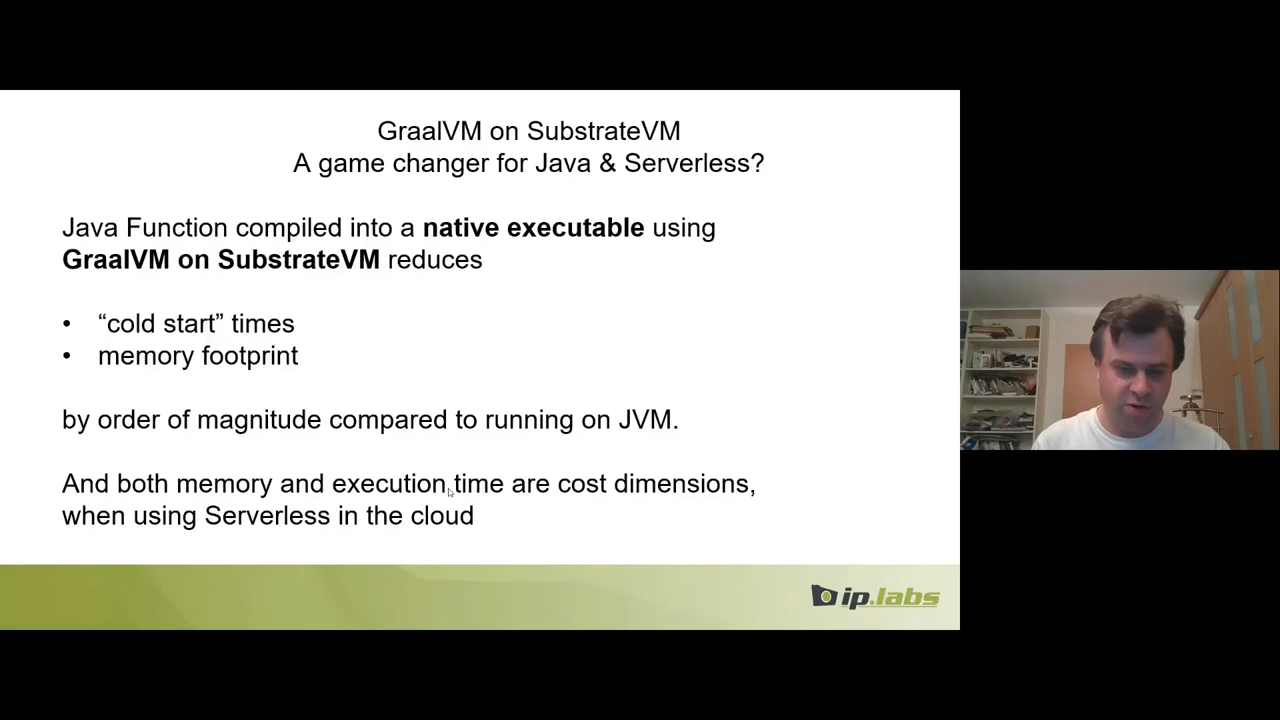 GraalVM on SubstrateVM
A game changer for Java & Serverless?
Java Function compiled into a native executable using
GraalVM on SubstrateVM reduces
• “cold start” times
• memory footprint
by order of magnitude compared to running on JVM.
And both memory and execution time are cost dimensions,
when using Serverless in the cloud
ip.labs